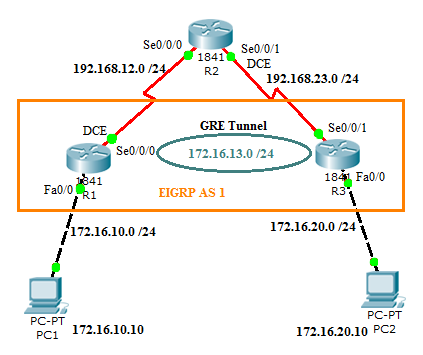 Se0/0/0
1841
R2
Se0/0/1
DCE
192.168.12.0 /24
192.168.23.0 /24
GRE Tunnel
172.16.13.0 /24
DCE
Se0/0/0
Se0/0/1
1841
R1
Fa0/0
1841
R3
Fa0/0
EIGRP AS 1
172.16.10.0 /24
172.16.20.0 /24
PC-PT
PC1
172.16.10.10
PC-PT
PC2
172.16.20.10